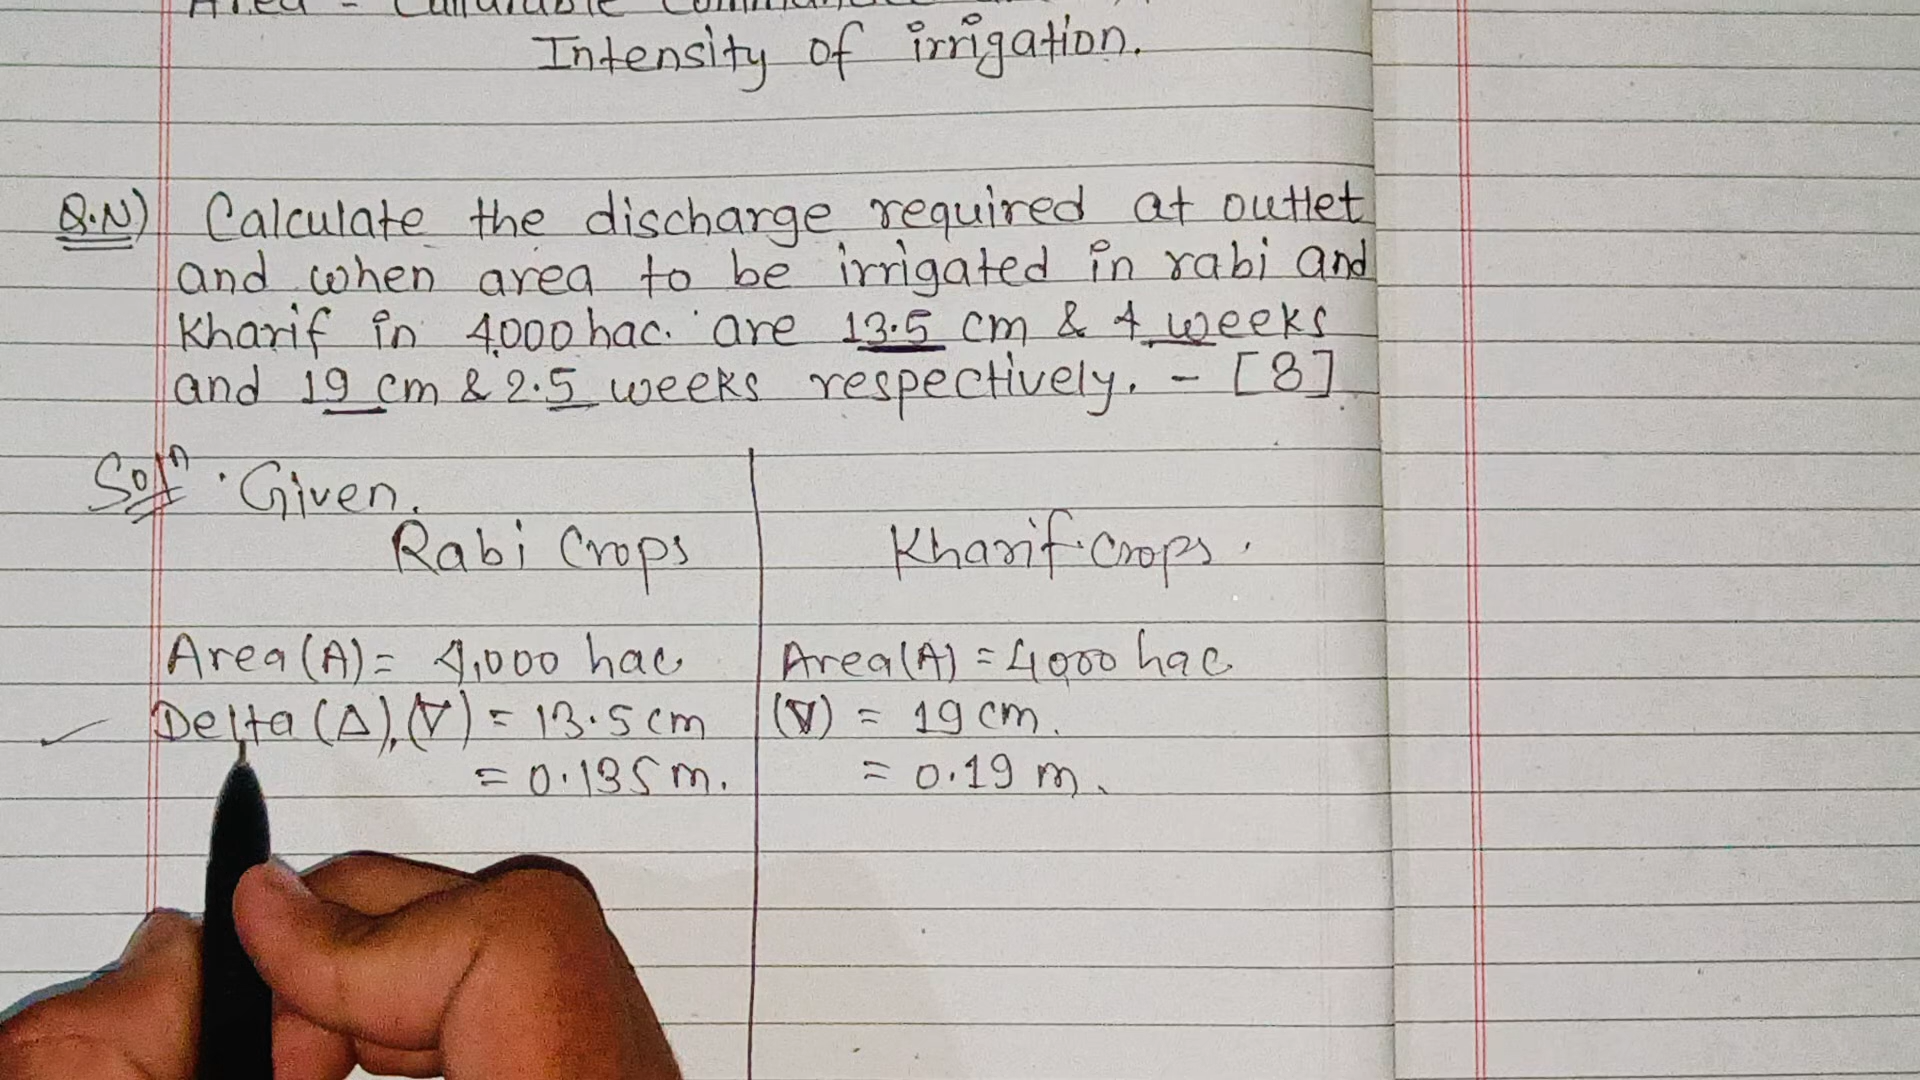 Intensity of irrigation.
Q.N) Calculate the discharge required at outlet
and when area to be irrigated in rabi and
Kharif in 4000 hac. are 13.5 cm & 4 weeks
and 19 cm & 2.5 weeks respectively. - [8]
Solⁿ. Given.
Rabi Crops
Kharif crops.
Area (A) = 4,000 hac
Area (A) = 4000 hac
Delta (Δ), (∇) = 13.5 cm
(∇) = 19 cm.
= 0.135 m.
= 0.19 m.